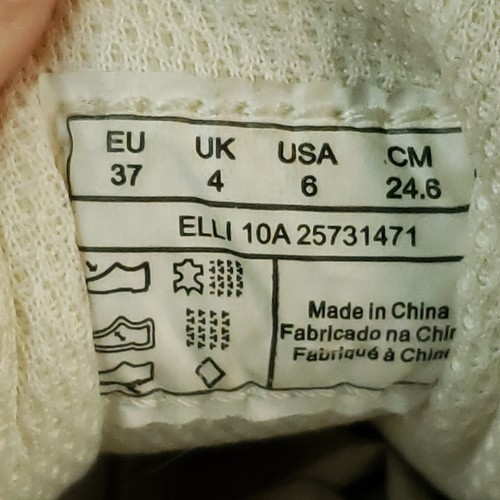 EU UK USA CM
37 4 6 24.6
ELLI 10A 25731471
Made in China
Fabricado na Chin
Fabriqué à Chine